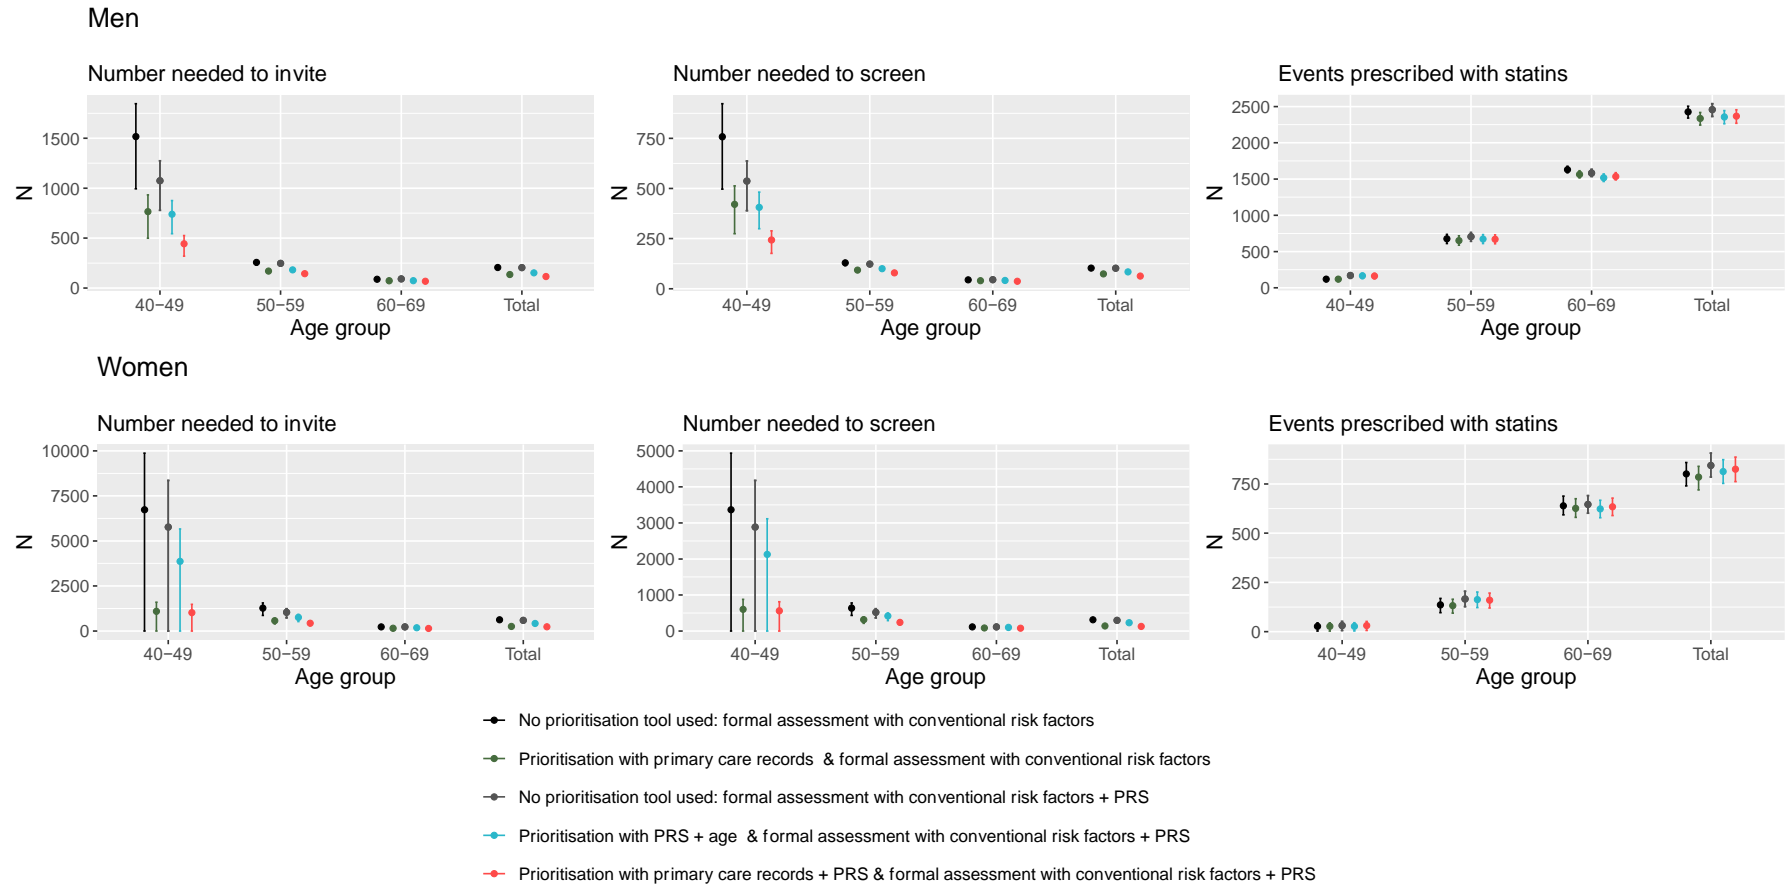 Men
Number needed to invite
Number needed to screen
Events prescribed with statins
N
1500
1000
500
0
40−49
50−59
60−69
Total
Age group
N
750
500
250
0
40−49
50−59
60−69
Total
Age group
N
2500
2000
1500
1000
500
0
40−49
50−59
60−69
Total
Age group
Women
Number needed to invite
Number needed to screen
Events prescribed with statins
N
10000
7500
5000
2500
0
40−49
50−59
60−69
Total
Age group
N
5000
4000
3000
2000
1000
0
40−49
50−59
60−69
Total
Age group
N
750
500
250
0
40−49
50−59
60−69
Total
Age group
No prioritisation tool used: formal assessment with conventional risk factors
Prioritisation with primary care records & formal assessment with conventional risk factors
No prioritisation tool used: formal assessment with conventional risk factors + PRS
Prioritisation with PRS + age & formal assessment with conventional risk factors + PRS
Prioritisation with primary care records + PRS & formal assessment with conventional risk factors + PRS